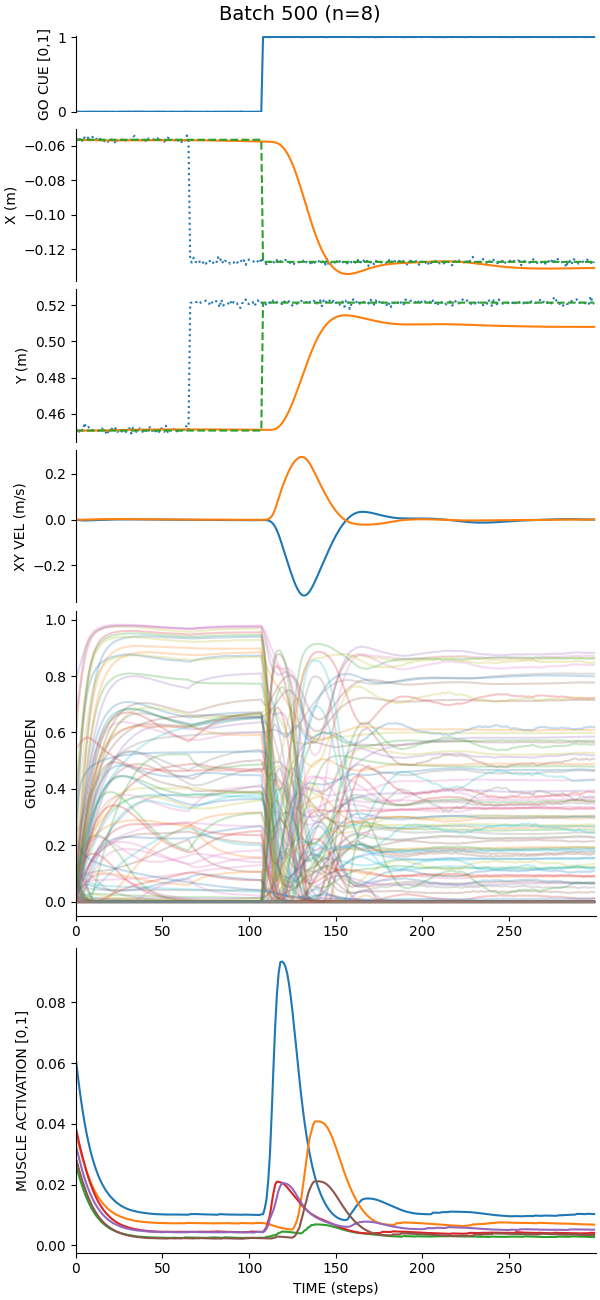 Batch 500 (n=8)
GO CUE [0,1]
1
0
X (m)
−0.06
−0.08
−0.10
−0.12
Y (m)
0.52
0.50
0.48
0.46
XY VEL (m/s)
0.2
0.0
−0.2
GRU HIDDEN
1.0
0.8
0.6
0.4
0.2
0.0
0 50 100 150 200 250
MUSCLE ACTIVATION [0,1]
0.08
0.06
0.04
0.02
0.00
0 50 100 150 200 250
TIME (steps)